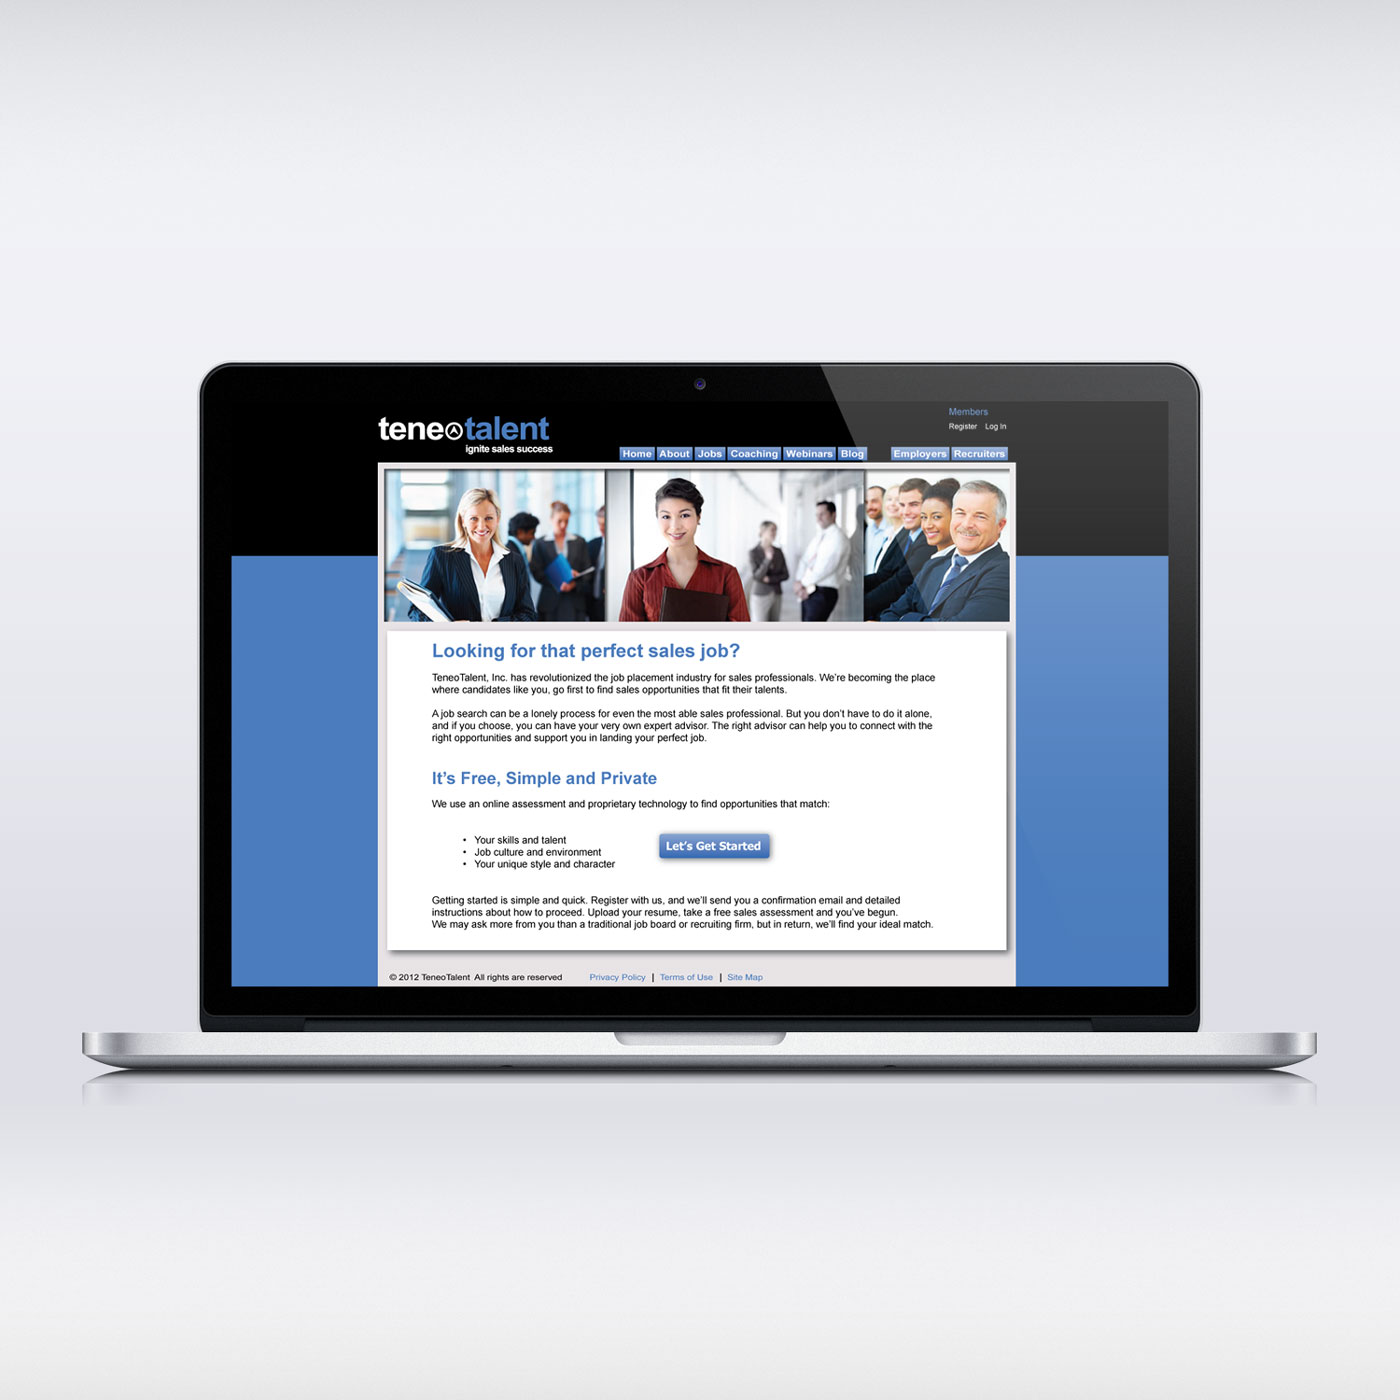 teneotalent
ignite sales success
Members
Register Log In
Home About Jobs Coaching Webinars Blog Employers Recruiters
Looking for that perfect sales job?
TeneoTalent, Inc. has revolutionized the job placement industry for sales professionals. We're becoming the place
where candidates like you, go first to find sales opportunities that fit their talents.
A job search can be a lonely process for even the most able sales professional. But you don't have to do it alone,
and if you choose, you can have your very own expert advisor. The right advisor can help you to connect with the
right opportunities and support you in landing your perfect job.
It's Free, Simple and Private
We use an online assessment and proprietary technology to find opportunities that match:
• Your skills and talent
• Job culture and environment
• Your unique style and character
Let's Get Started
Getting started is simple and quick. Register with us, and we'll send you a confirmation email and detailed
instructions about how to proceed. Upload your resume, take a free sales assessment and you've begun.
We may ask more from you than a traditional job board or recruiting firm, but in return, we'll find your ideal match.
© 2012 TeneoTalent All rights are reserved Privacy Policy | Terms of Use | Site Map